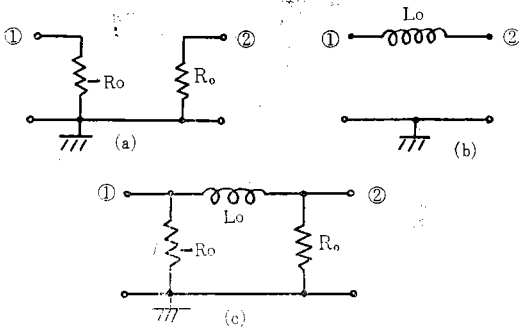 ① ② Lo
① ②
-Ro Ro
(a) (b)
① ②
Lo
-Ro Ro
(c)